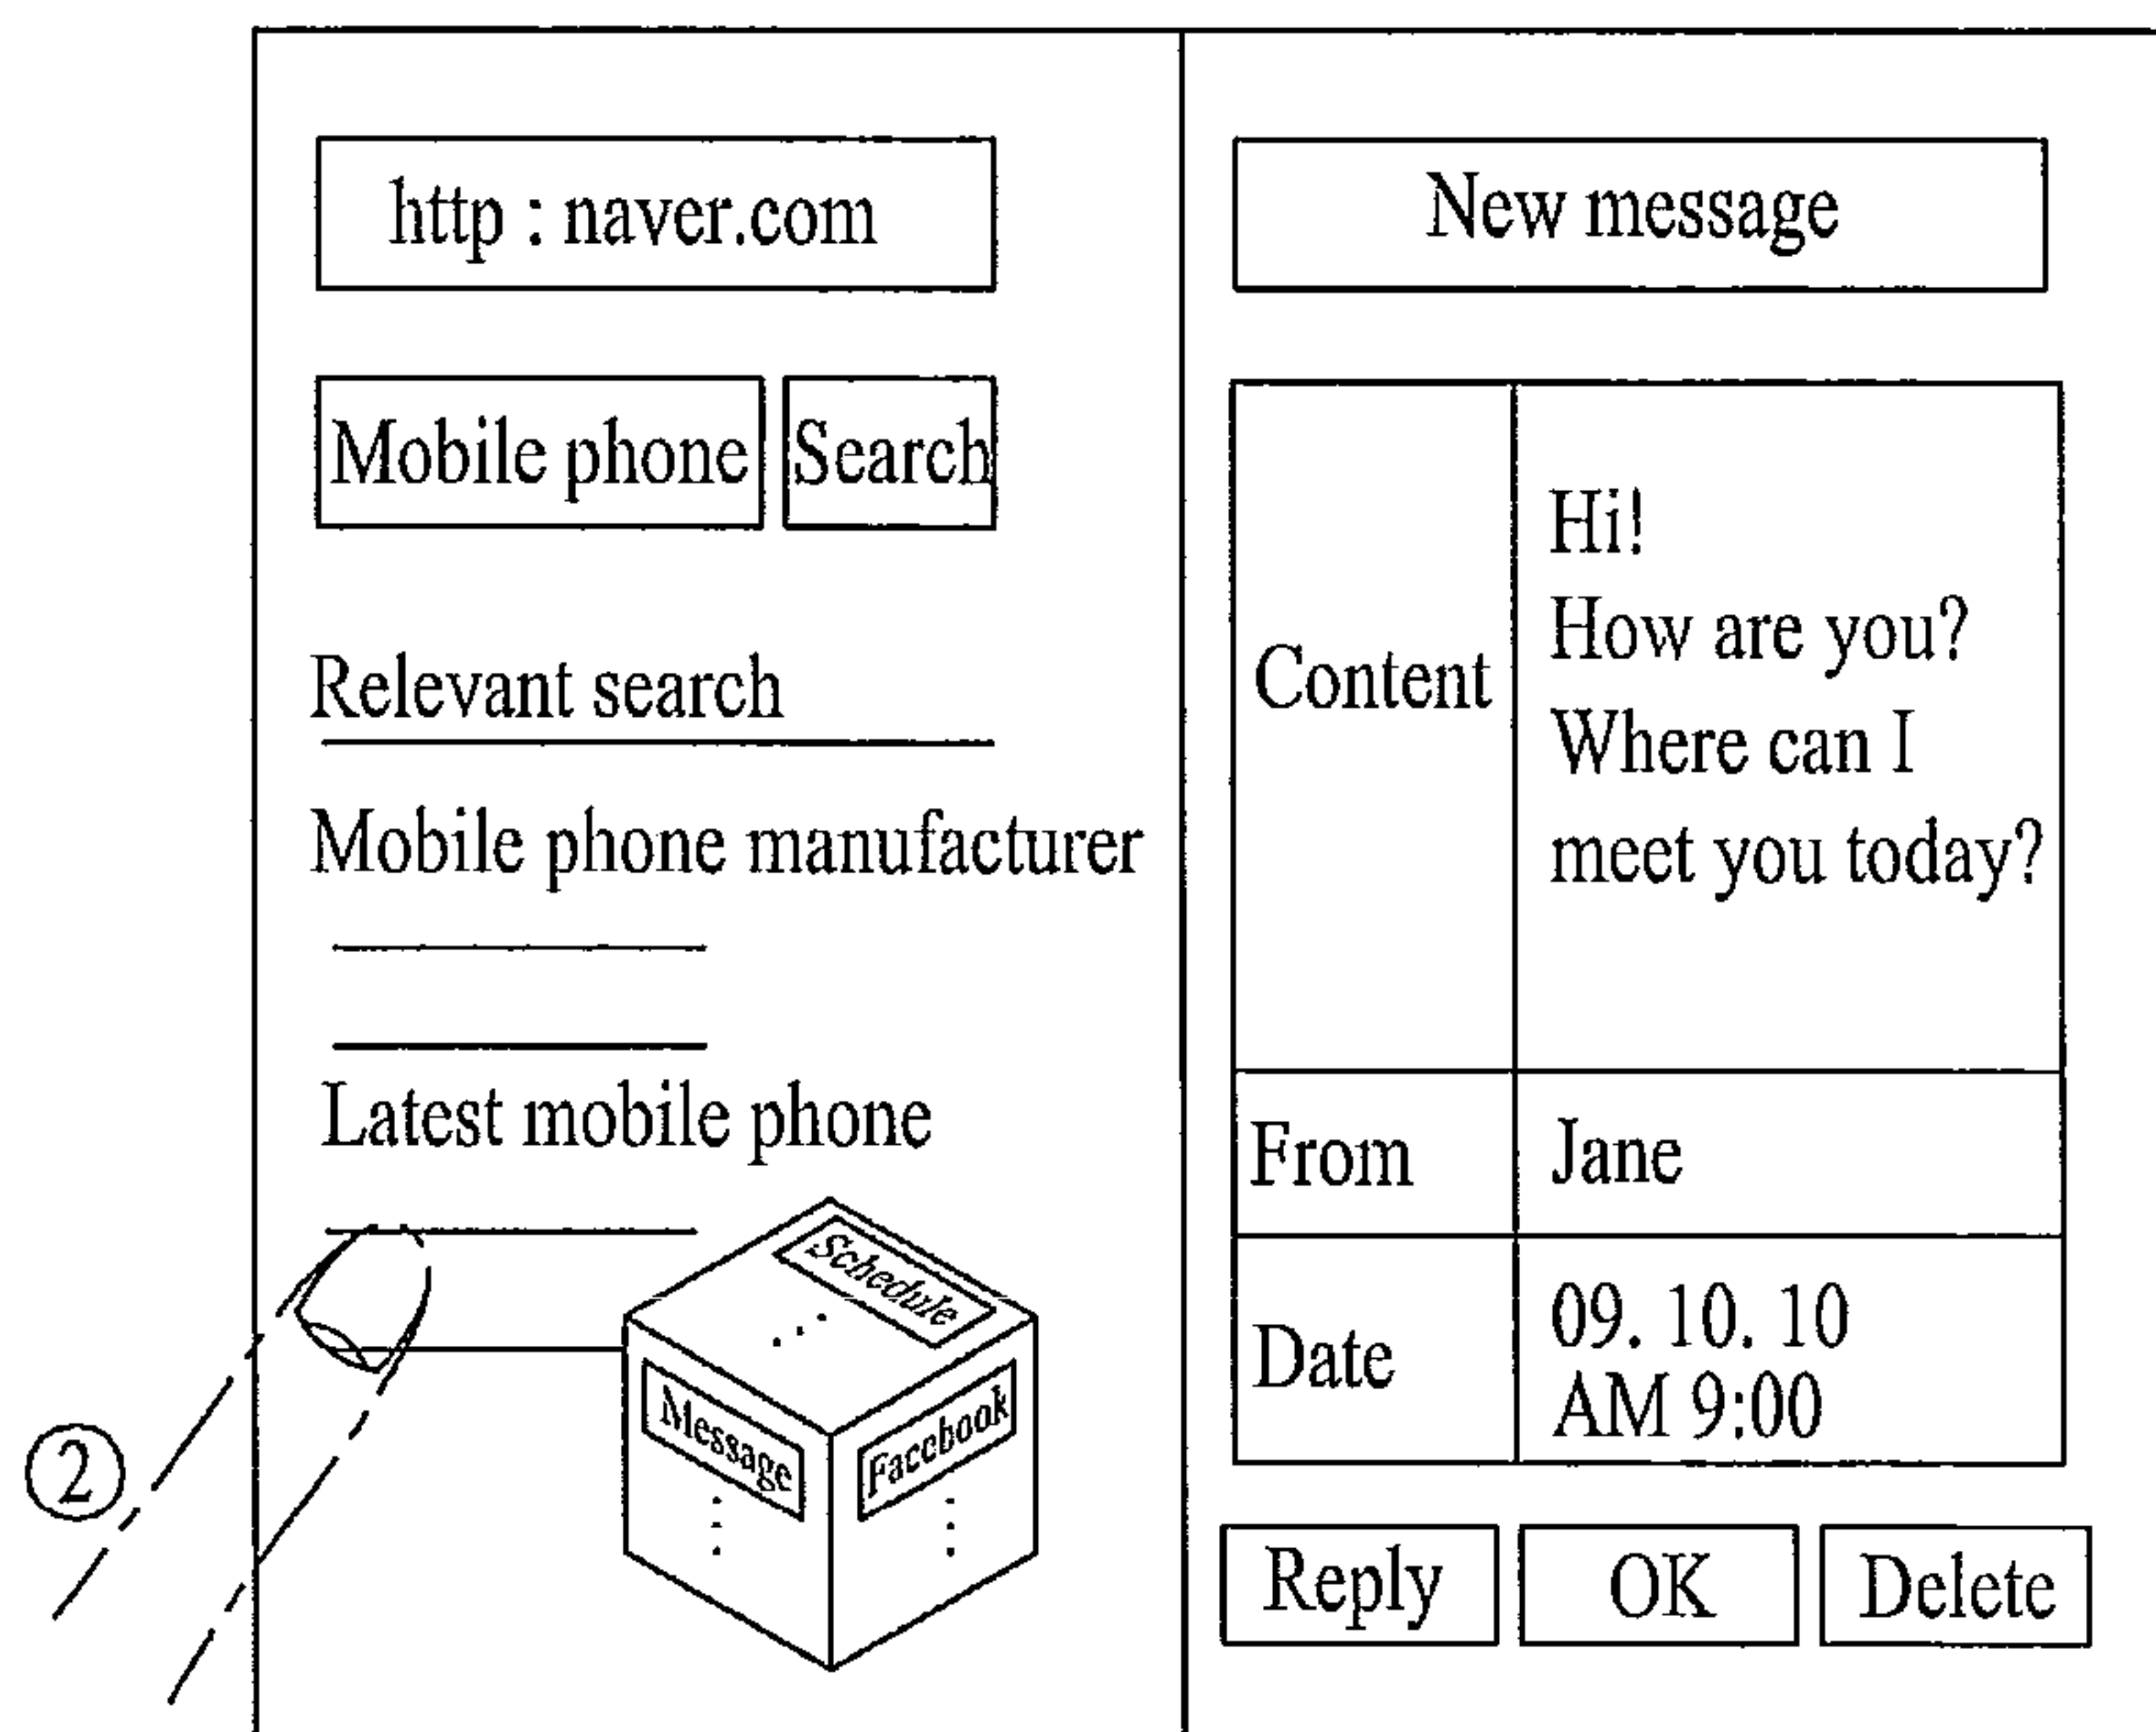 http : naver.com
Mobile phone
Search
Relevant search
Mobile phone manufacturer
Latest mobile phone
Schedule
Message
Facebook
②
New message
Content
Hi!
How are you?
Where can I
meet you today?
From
Jane
Date
09. 10. 10
AM 9:00
Reply
OK
Delete